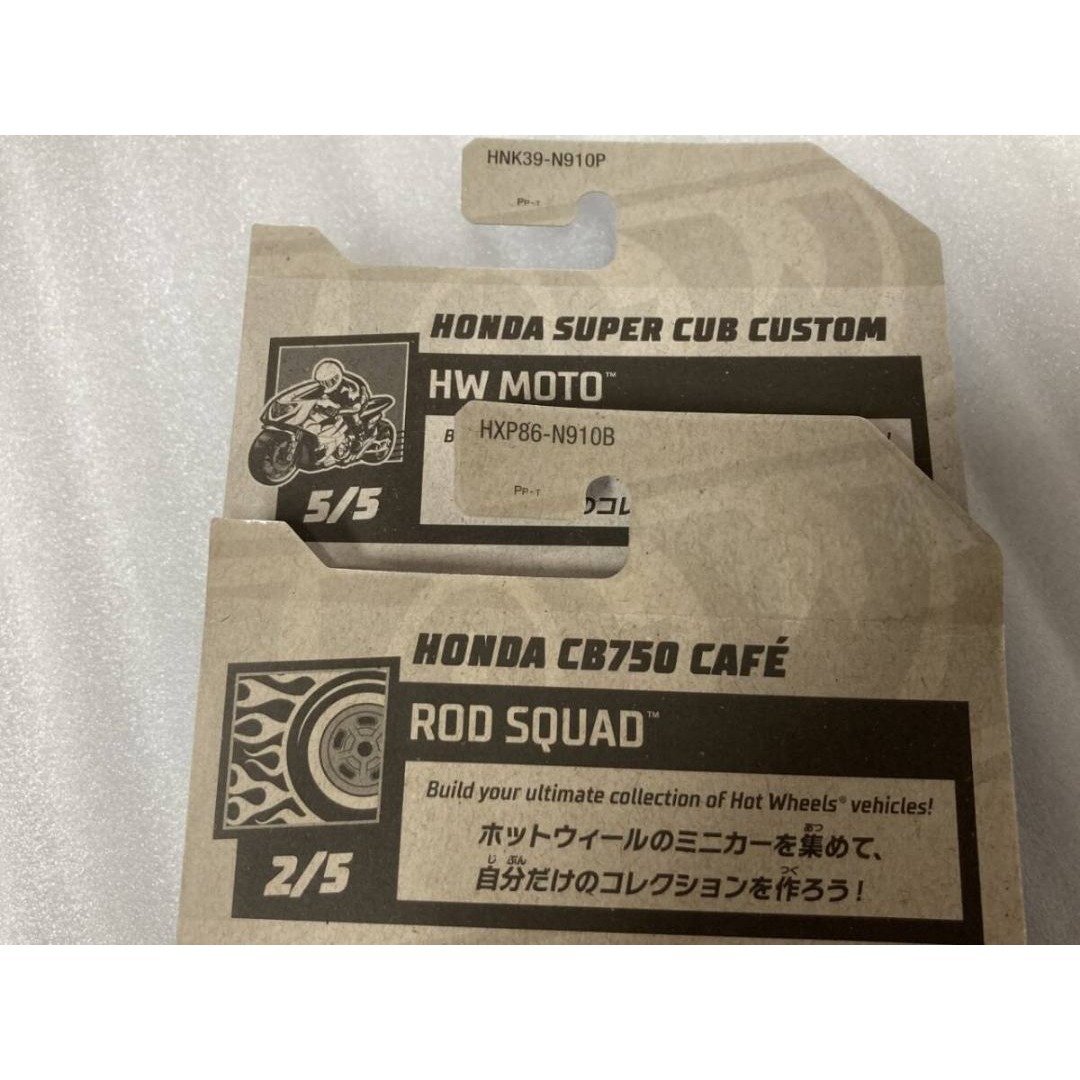 HNK39-N910P
PP-T
HONDA SUPER CUB CUSTOM
HW MOTO™
5/5
HXP86-N910B
PP-T
のコレ
HONDA CB750 CAFÉ
ROD SQUAD™
Build your ultimate collection of Hot Wheels® vehicles!
ホットウィールのミニカーを集めて、
自分だけのコレクションを作ろう!
2/5